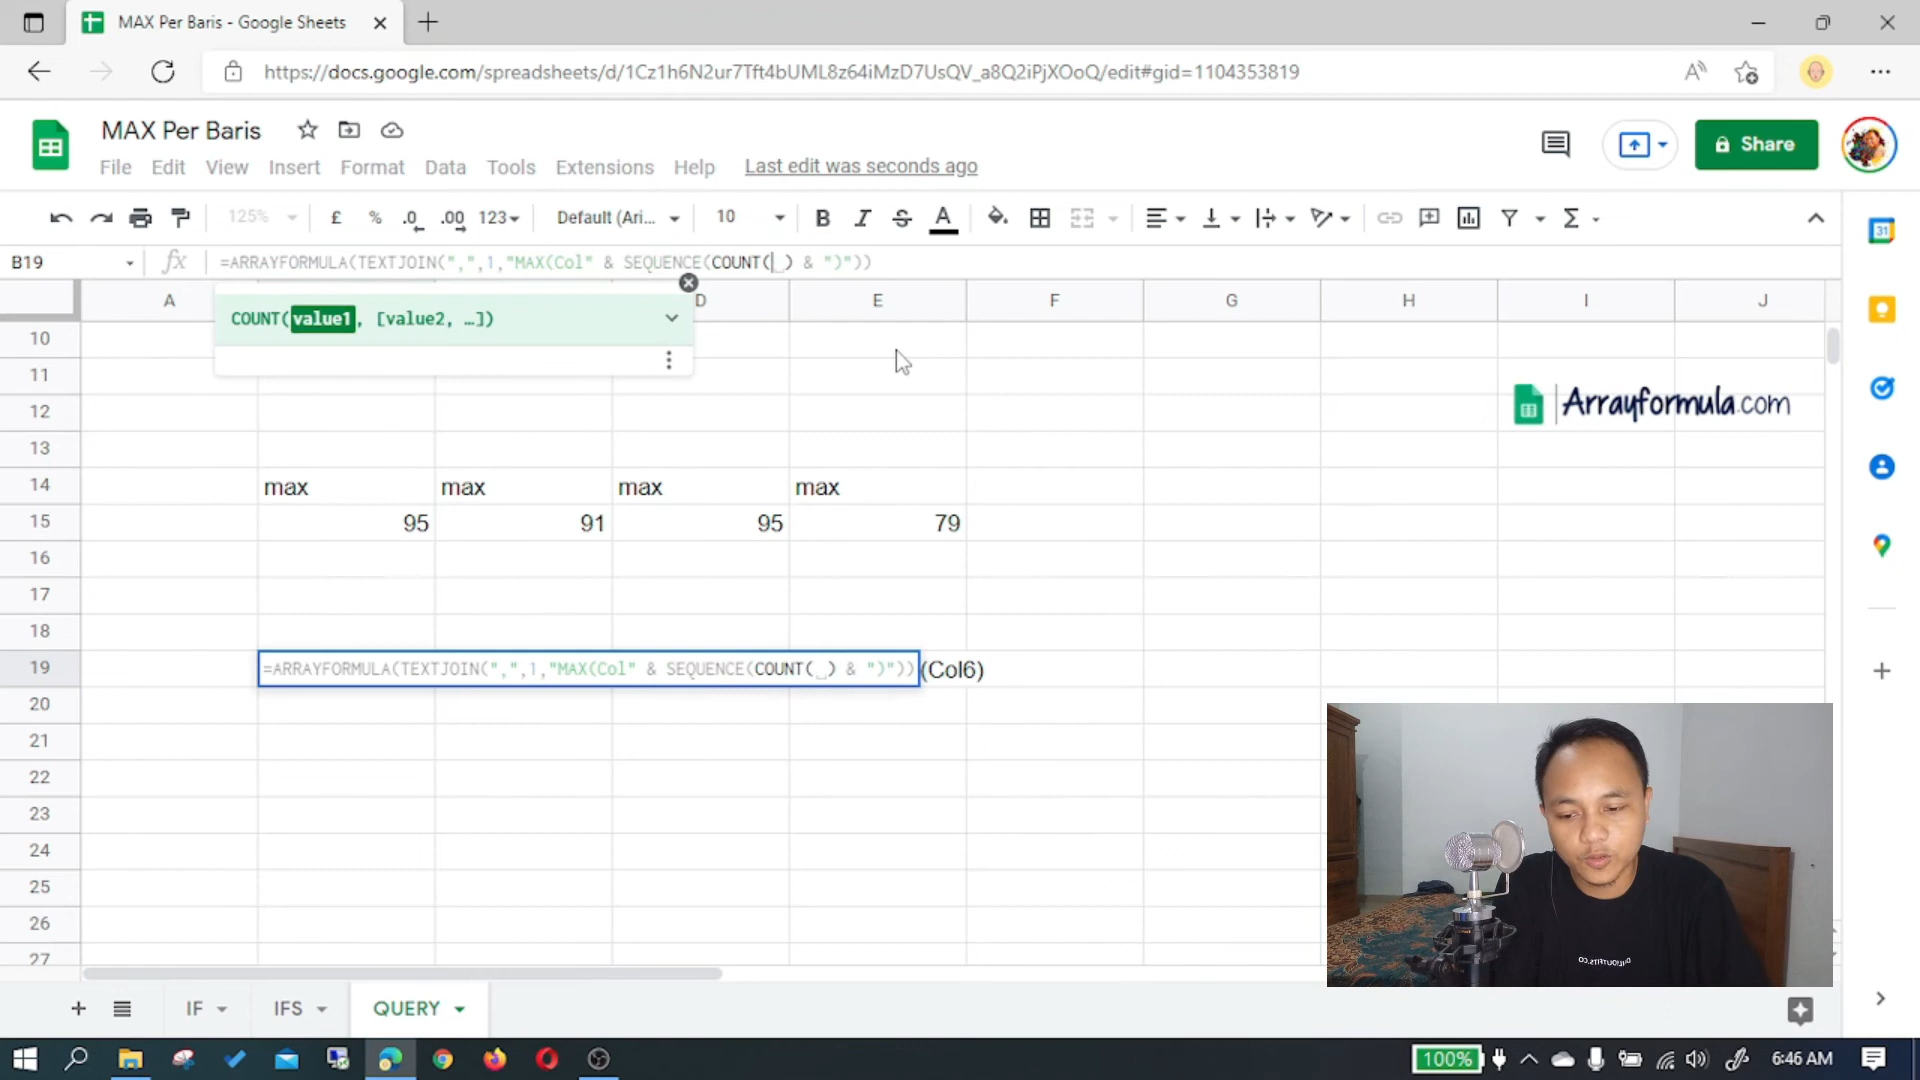 MAX Per Baris - Google Sheets
https://docs.google.com/spreadsheets/d/1Cz1h6N2ur7Tft4bUML8z64iMzD7UsQV_a8Q2iPjXOoQ/edit#gid=1104353819
MAX Per Baris
Share
File Edit View Insert Format Data Tools Extensions Help Last edit was seconds ago
125% £ % .0 .00 123 Default (Ari... 10 B I S A Σ
B19 fx =ARRAYFORMULA(TEXTJOIN(",",1,"MAX(Col" & SEQUENCE(COUNT(_) & ")"))
A D E F G H I J
COUNT(value1, [value2, …])
10
11
Arrayformula.com
12
13
14 max max max max
15 95 91 95 79
16
17
18
19 =ARRAYFORMULA(TEXTJOIN(",",1,"MAX(Col" & SEQUENCE(COUNT(_) & ")")) (Col6)
20
21
22
23
24
25
26
27
IF IFS QUERY
100% 6:46 AM